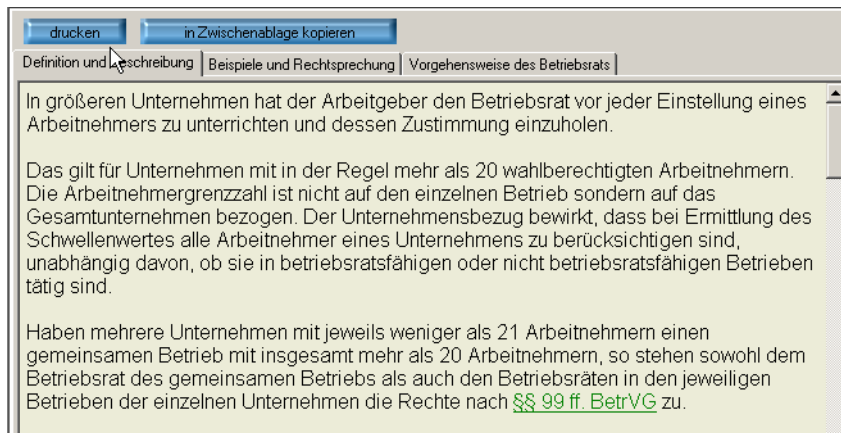 drucken in Zwischenablage kopieren
Definition und Beschreibung Beispiele und Rechtsprechung Vorgehensweise des Betriebsrats
In größeren Unternehmen hat der Arbeitgeber den Betriebsrat vor jeder Einstellung eines
Arbeitnehmers zu unterrichten und dessen Zustimmung einzuholen.
Das gilt für Unternehmen mit in der Regel mehr als 20 wahlberechtigten Arbeitnehmern.
Die Arbeitnehmergrenzzahl ist nicht auf den einzelnen Betrieb sondern auf das
Gesamtunternehmen bezogen. Der Unternehmensbezug bewirkt, dass bei Ermittlung des
Schwellenwertes alle Arbeitnehmer eines Unternehmens zu berücksichtigen sind,
unabhängig davon, ob sie in betriebsratsfähigen oder nicht betriebsratsfähigen Betrieben
tätig sind.
Haben mehrere Unternehmen mit jeweils weniger als 21 Arbeitnehmern einen
gemeinsamen Betrieb mit insgesamt mehr als 20 Arbeitnehmern, so stehen sowohl dem
Betriebsrat des gemeinsamen Betriebs als auch den Betriebsräten in den jeweiligen
Betrieben der einzelnen Unternehmen die Rechte nach §§ 99 ff. BetrVG zu.